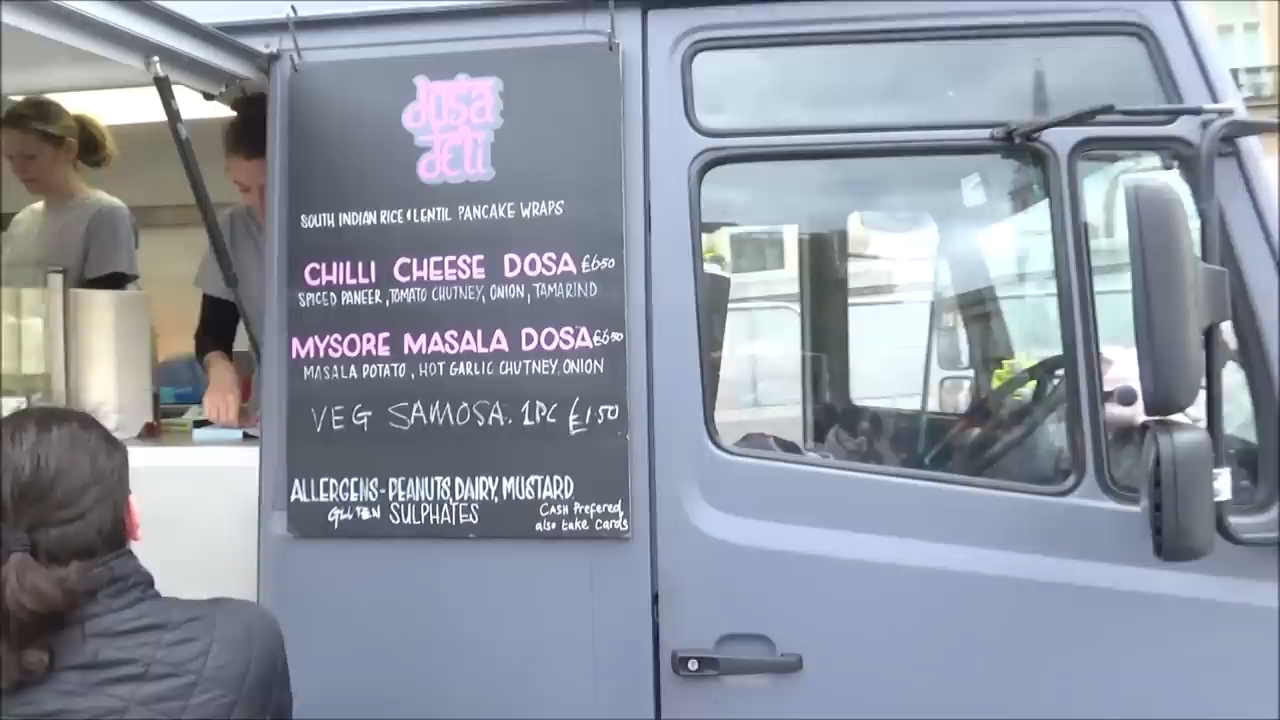 dosa
deli
SOUTH INDIAN RICE & LENTIL PANCAKE WRAPS
CHILLI CHEESE DOSA £6.50
SPICED PANEER, TOMATO CHUTNEY, ONION, TAMARIND
MYSORE MASALA DOSA £6.50
MASALA POTATO, HOT GARLIC CHUTNEY, ONION
VEG SAMOSA. 1PC £1.50
ALLERGENS - PEANUTS, DAIRY, MUSTARD
GLUTEN SULPHATES
CASH Prefered,
also take cards